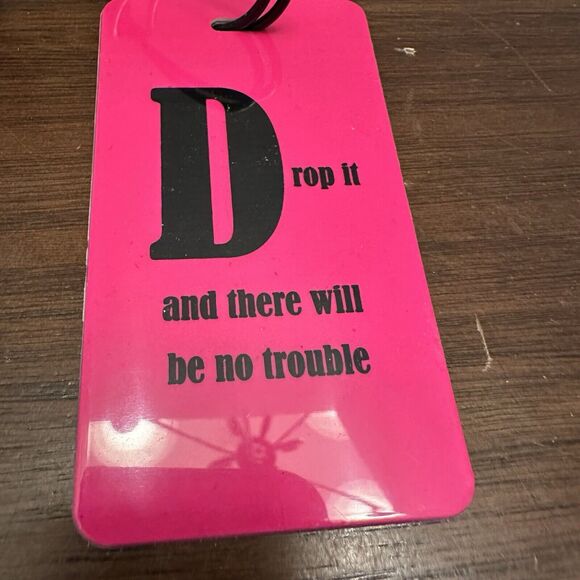 Drop it
and there will
be no trouble